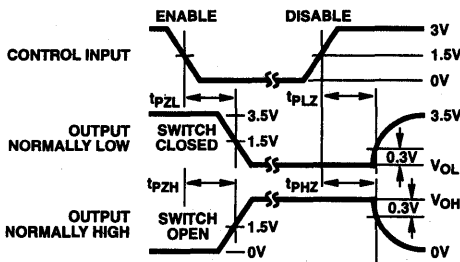 ENABLE DISABLE
CONTROL INPUT
3V
1.5V
0V
tPZL tPLZ
OUTPUT
NORMALLY LOW
SWITCH
CLOSED
3.5V
1.5V
3.5V
0.3V
VOL
tPZH tPHZ
OUTPUT
NORMALLY HIGH
SWITCH
OPEN
1.5V
0V
VOH
0.3V
0V